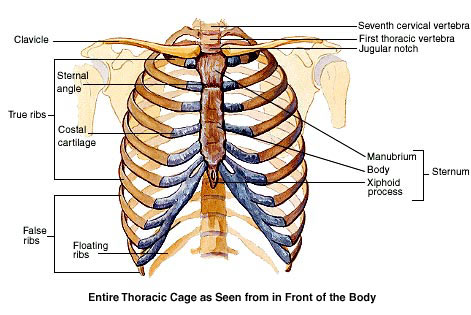 Seventh cervical vertebra
First thoracic vertebra
Jugular notch
Clavicle
Sternal
angle
True ribs
Costal
cartilage
Manubrium
Body
Xiphoid
process
Sternum
False
ribs
Floating
ribs
Entire Thoracic Cage as Seen from in Front of the Body